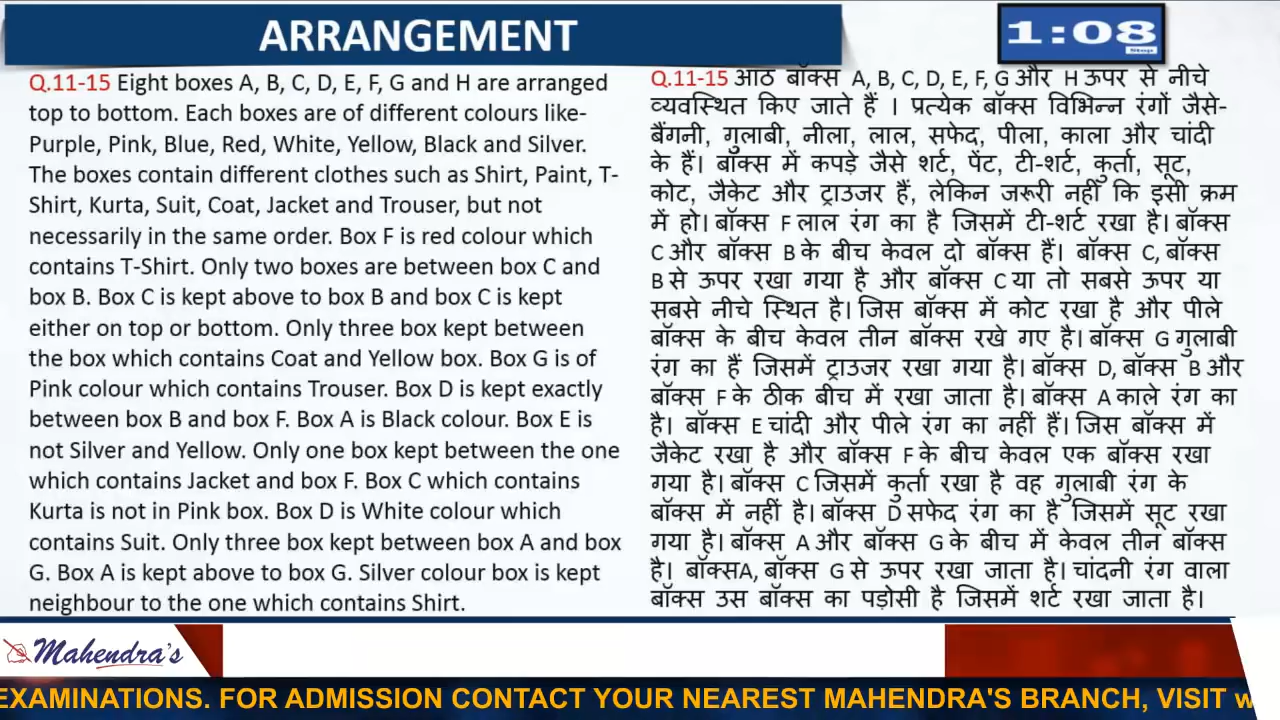 ARRANGEMENT
1:08
Stop
Q.11-15 Eight boxes A, B, C, D, E, F, G and H are arranged
top to bottom. Each boxes are of different colours like-
Purple, Pink, Blue, Red, White, Yellow, Black and Silver.
The boxes contain different clothes such as Shirt, Paint, T-
Shirt, Kurta, Suit, Coat, Jacket and Trouser, but not
necessarily in the same order. Box F is red colour which
contains T-Shirt. Only two boxes are between box C and
box B. Box C is kept above to box B and box C is kept
either on top or bottom. Only three box kept between
the box which contains Coat and Yellow box. Box G is of
Pink colour which contains Trouser. Box D is kept exactly
between box B and box F. Box A is Black colour. Box E is
not Silver and Yellow. Only one box kept between the one
which contains Jacket and box F. Box C which contains
Kurta is not in Pink box. Box D is White colour which
contains Suit. Only three box kept between box A and box
G. Box A is kept above to box G. Silver colour box is kept
neighbour to the one which contains Shirt.
Q.11-15 आठ बॉक्स A, B, C, D, E, F, G और H ऊपर से नीचे
व्यवस्थित किए जाते हैं । प्रत्येक बॉक्स विभिन्न रंगों जैसे-
बैंगनी, गुलाबी, नीला, लाल, सफेद, पीला, काला और चांदी
के हैं। बॉक्स में कपड़े जैसे शर्ट, पेंट, टी-शर्ट, कुर्ता, सूट,
कोट, जैकेट और ट्राउजर हैं, लेकिन जरूरी नहीं कि इसी क्रम
में हो। बॉक्स F लाल रंग का है जिसमें टी-शर्ट रखा है। बॉक्स
C और बॉक्स B के बीच केवल दो बॉक्स हैं। बॉक्स C, बॉक्स
B से ऊपर रखा गया है और बॉक्स C या तो सबसे ऊपर या
सबसे नीचे स्थित है। जिस बॉक्स में कोट रखा है और पीले
बॉक्स के बीच केवल तीन बॉक्स रखे गए है। बॉक्स G गुलाबी
रंग का हैं जिसमें ट्राउजर रखा गया है। बॉक्स D, बॉक्स B और
बॉक्स F के ठीक बीच में रखा जाता है। बॉक्स A काले रंग का
है। बॉक्स E चांदी और पीले रंग का नहीं हैं। जिस बॉक्स में
जैकेट रखा है और बॉक्स F के बीच केवल एक बॉक्स रखा
गया है। बॉक्स C जिसमें कुर्ता रखा है वह गुलाबी रंग के
बॉक्स में नहीं है। बॉक्स D सफेद रंग का है जिसमें सूट रखा
गया है। बॉक्स A और बॉक्स G के बीच में केवल तीन बॉक्स
है। बॉक्सA, बॉक्स G से ऊपर रखा जाता है। चांदनी रंग वाला
बॉक्स उस बॉक्स का पड़ोसी है जिसमें शर्ट रखा जाता है।
Mahendra's
EXAMINATIONS. FOR ADMISSION CONTACT YOUR NEAREST MAHENDRA'S BRANCH, VISIT